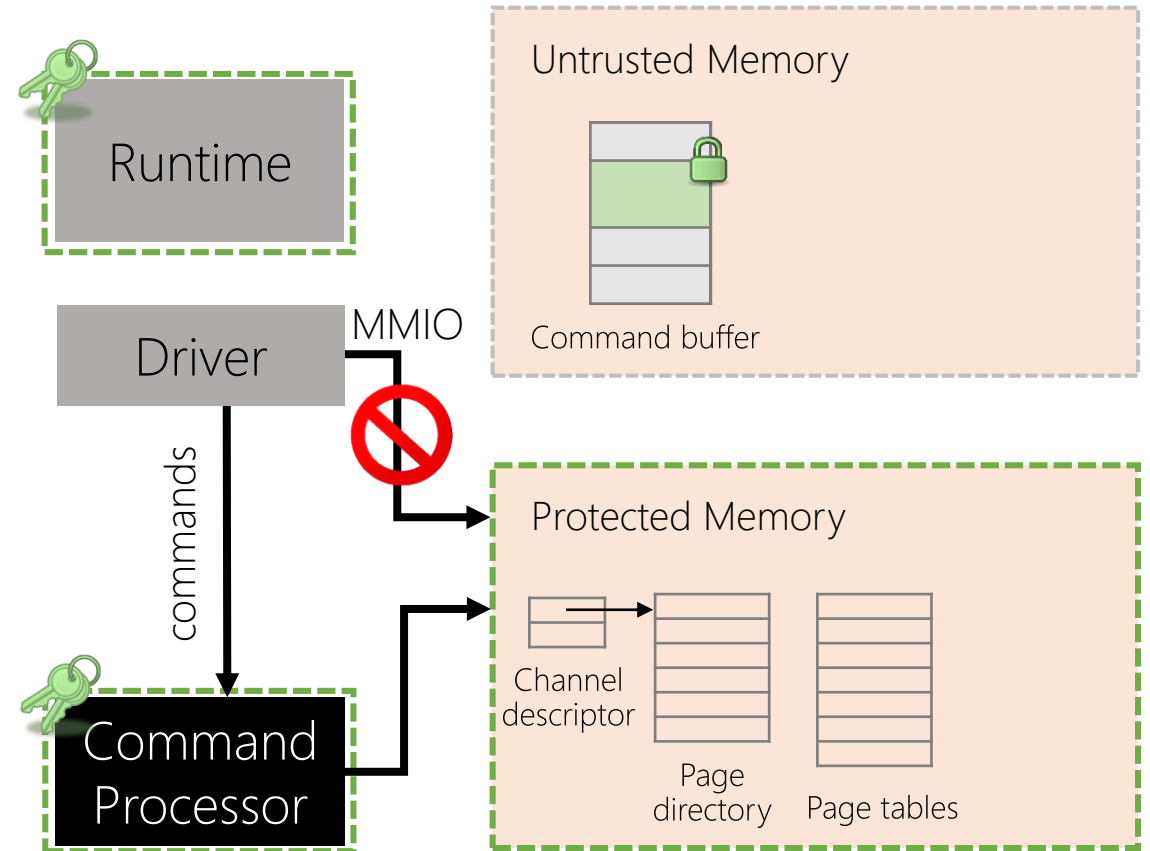 Untrusted Memory
Runtime
Command buffer
MMIO
Driver
commands
Protected Memory
Channel
descriptor
Page
directory
Page tables
Command
Processor